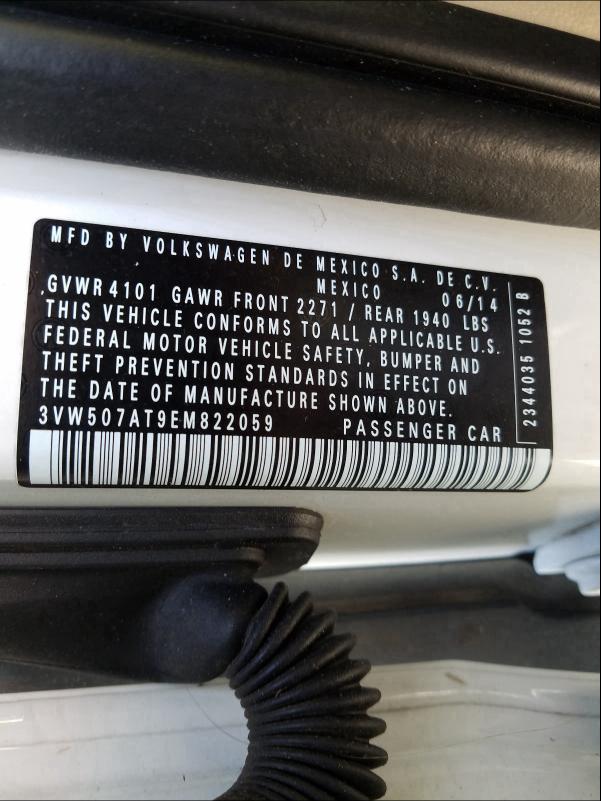 MFD BY VOLKSWAGEN DE MEXICO S.A. DE C.V.
MEXICO 06/14
.GVWR 4101 GAWR FRONT 2271 / REAR 1940 LBS
THIS VEHICLE CONFORMS TO ALL APPLICABLE U.S.
FEDERAL MOTOR VEHICLE SAFETY, BUMPER AND
THEFT PREVENTION STANDARDS IN EFFECT ON
THE DATE OF MANUFACTURE SHOWN ABOVE.
3VW507AT9EM822059 PASSENGER CAR
2344035 1052 B